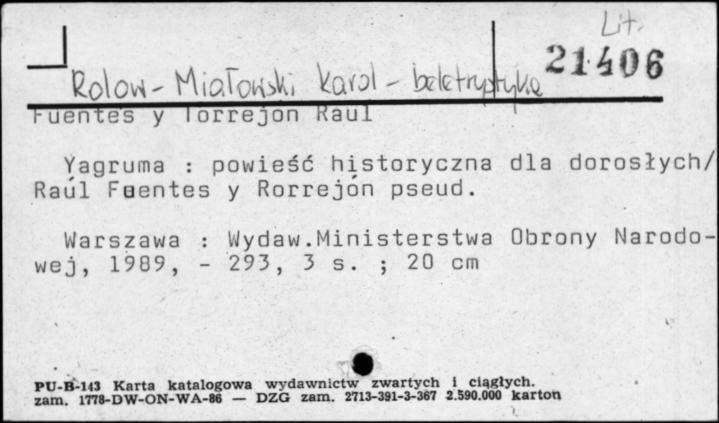 Lit.
21406
Rolow-Miałowski Karol - beletrystyka
Fuentes y Torrejon Raul
Yagruma : powieść historyczna dla dorosłych/
Raúl Fuentes y Rorrejón pseud.
Warszawa : Wydaw.Ministerstwa Obrony Narodo-
wej, 1989, - 293, 3 s. ; 20 cm
PU-B-143 Karta katalogowa wydawnictw zwartych i ciągłych.
zam. 1778-DW-ON-WA-86 — DZG zam. 2713-391-3-367 2.590.000 karton